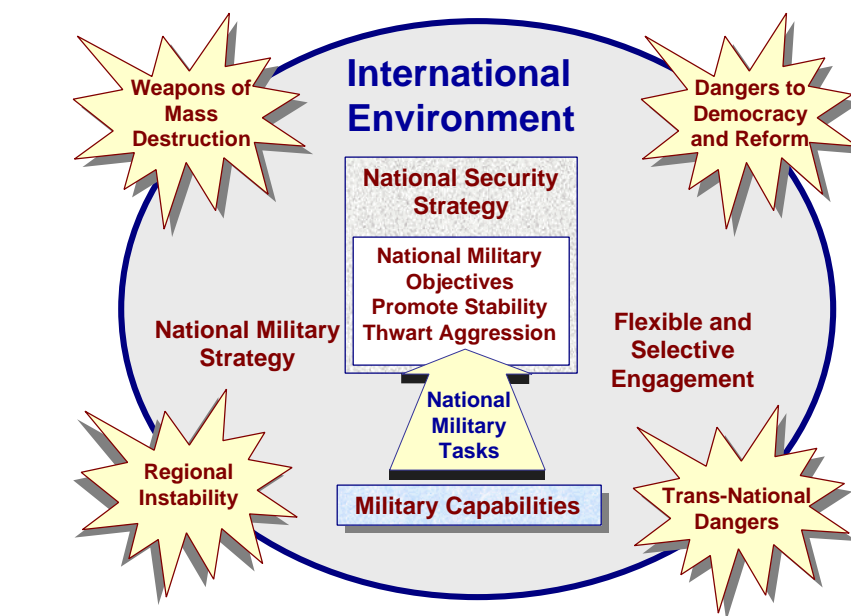 Weapons of
Mass
Destruction
International
Environment
Dangers to
Democracy
and Reform
National Security
Strategy
National Military
Objectives
Promote Stability
Thwart Aggression
National Military
Strategy
Flexible and
Selective
Engagement
National
Military
Tasks
Regional
Instability
Military Capabilities
Trans-National
Dangers